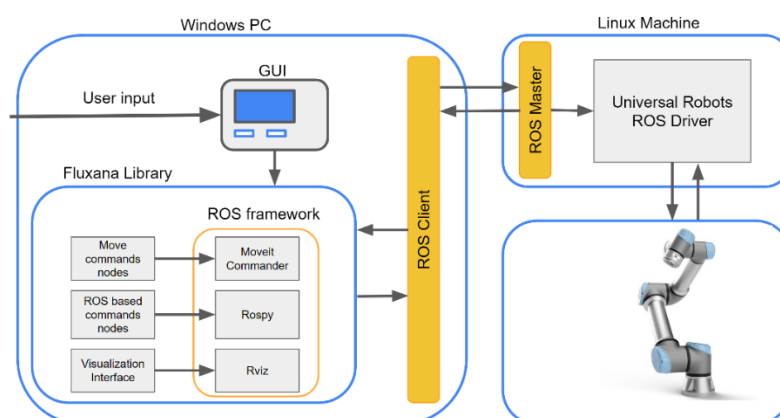 Windows PC
Linux Machine
GUI
User input
Fluxana Library
ROS framework
Move
commands
nodes
Moveit
Commander
ROS based
commands
nodes
Rospy
Visualization
Interface
Rviz
ROS Client
ROS Master
Universal Robots
ROS Driver